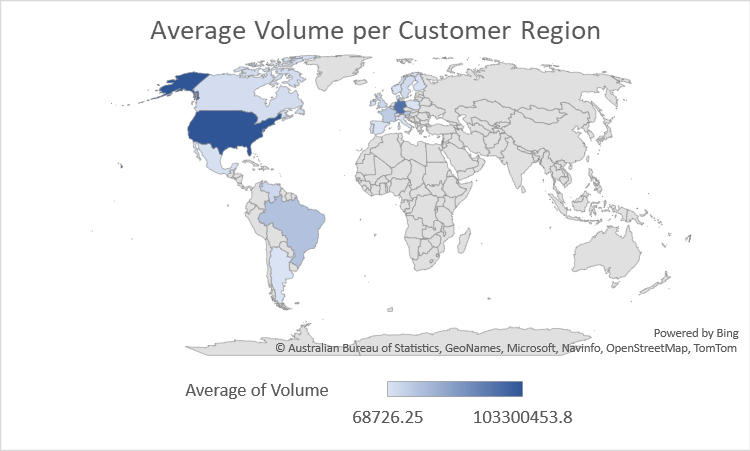 Average Volume per Customer Region
Powered by Bing
© Australian Bureau of Statistics, GeoNames, Microsoft, Navinfo, OpenStreetMap, TomTom
Average of Volume
68726.25 103300453.8